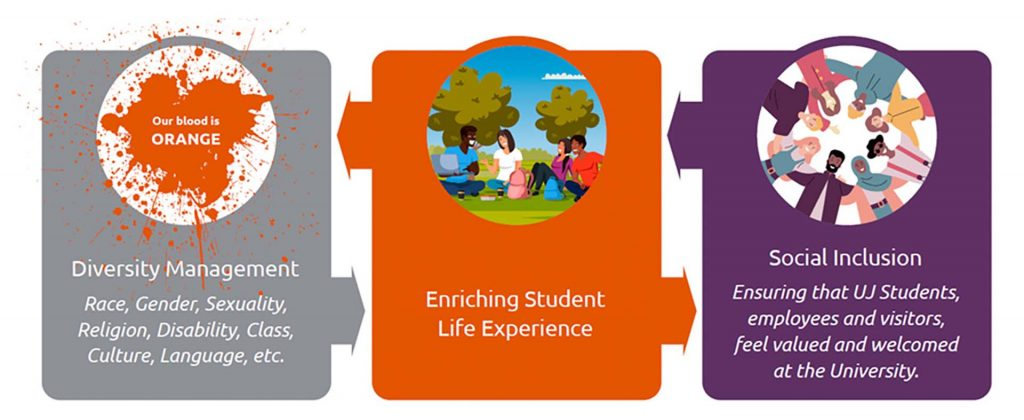 Our blood is
ORANGE
Diversity Management
Race, Gender, Sexuality,
Religion, Disability, Class,
Culture, Language, etc.
Enriching Student
Life Experience
Social Inclusion
Ensuring that UJ Students,
employees and visitors,
feel valued and welcomed
at the University.